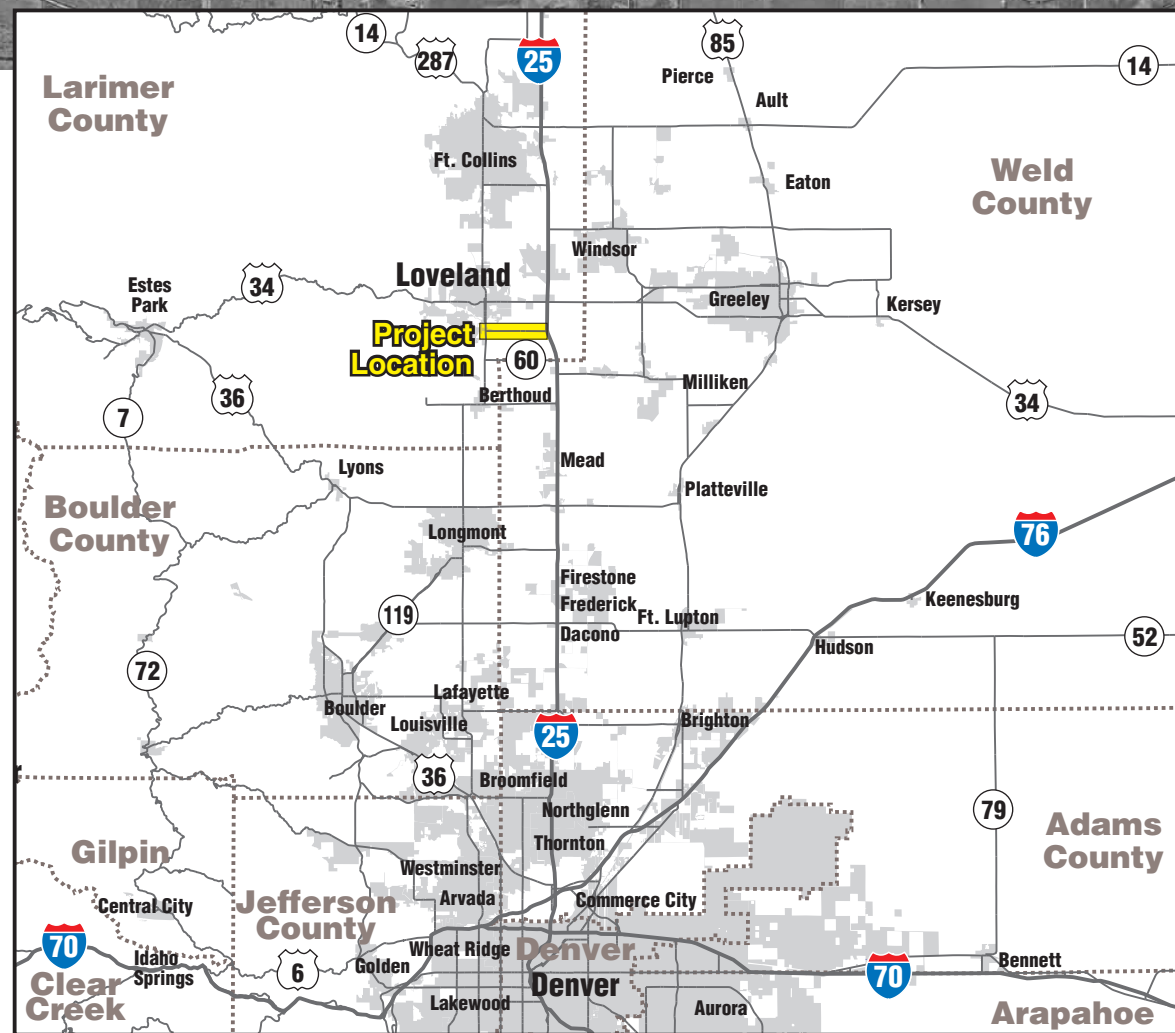 14
287
25
85
Pierce
14
Larimer
County
Ault
Ft. Collins
Weld
County
Eaton
Windsor
Loveland
Estes
Park
34
Greeley
Kersey
Project
Location
60
Milliken
36
Berthoud
34
7
Mead
Lyons
Platteville
Boulder
County
Longmont
76
Firestone
Frederick
Keenesburg
119
Ft. Lupton
Dacono
52
Hudson
72
Lafayette
Boulder
Louisville
Brighton
25
36
Broomfield
Northglenn
79
Adams
County
Thornton
Gilpin
Westminster
Arvada
Commerce City
Central City
Jefferson
County
70
Wheat Ridge
Denver
Idaho
Springs
6
Golden
Bennett
70
Clear
Creek
Denver
Lakewood
Aurora
Arapahoe